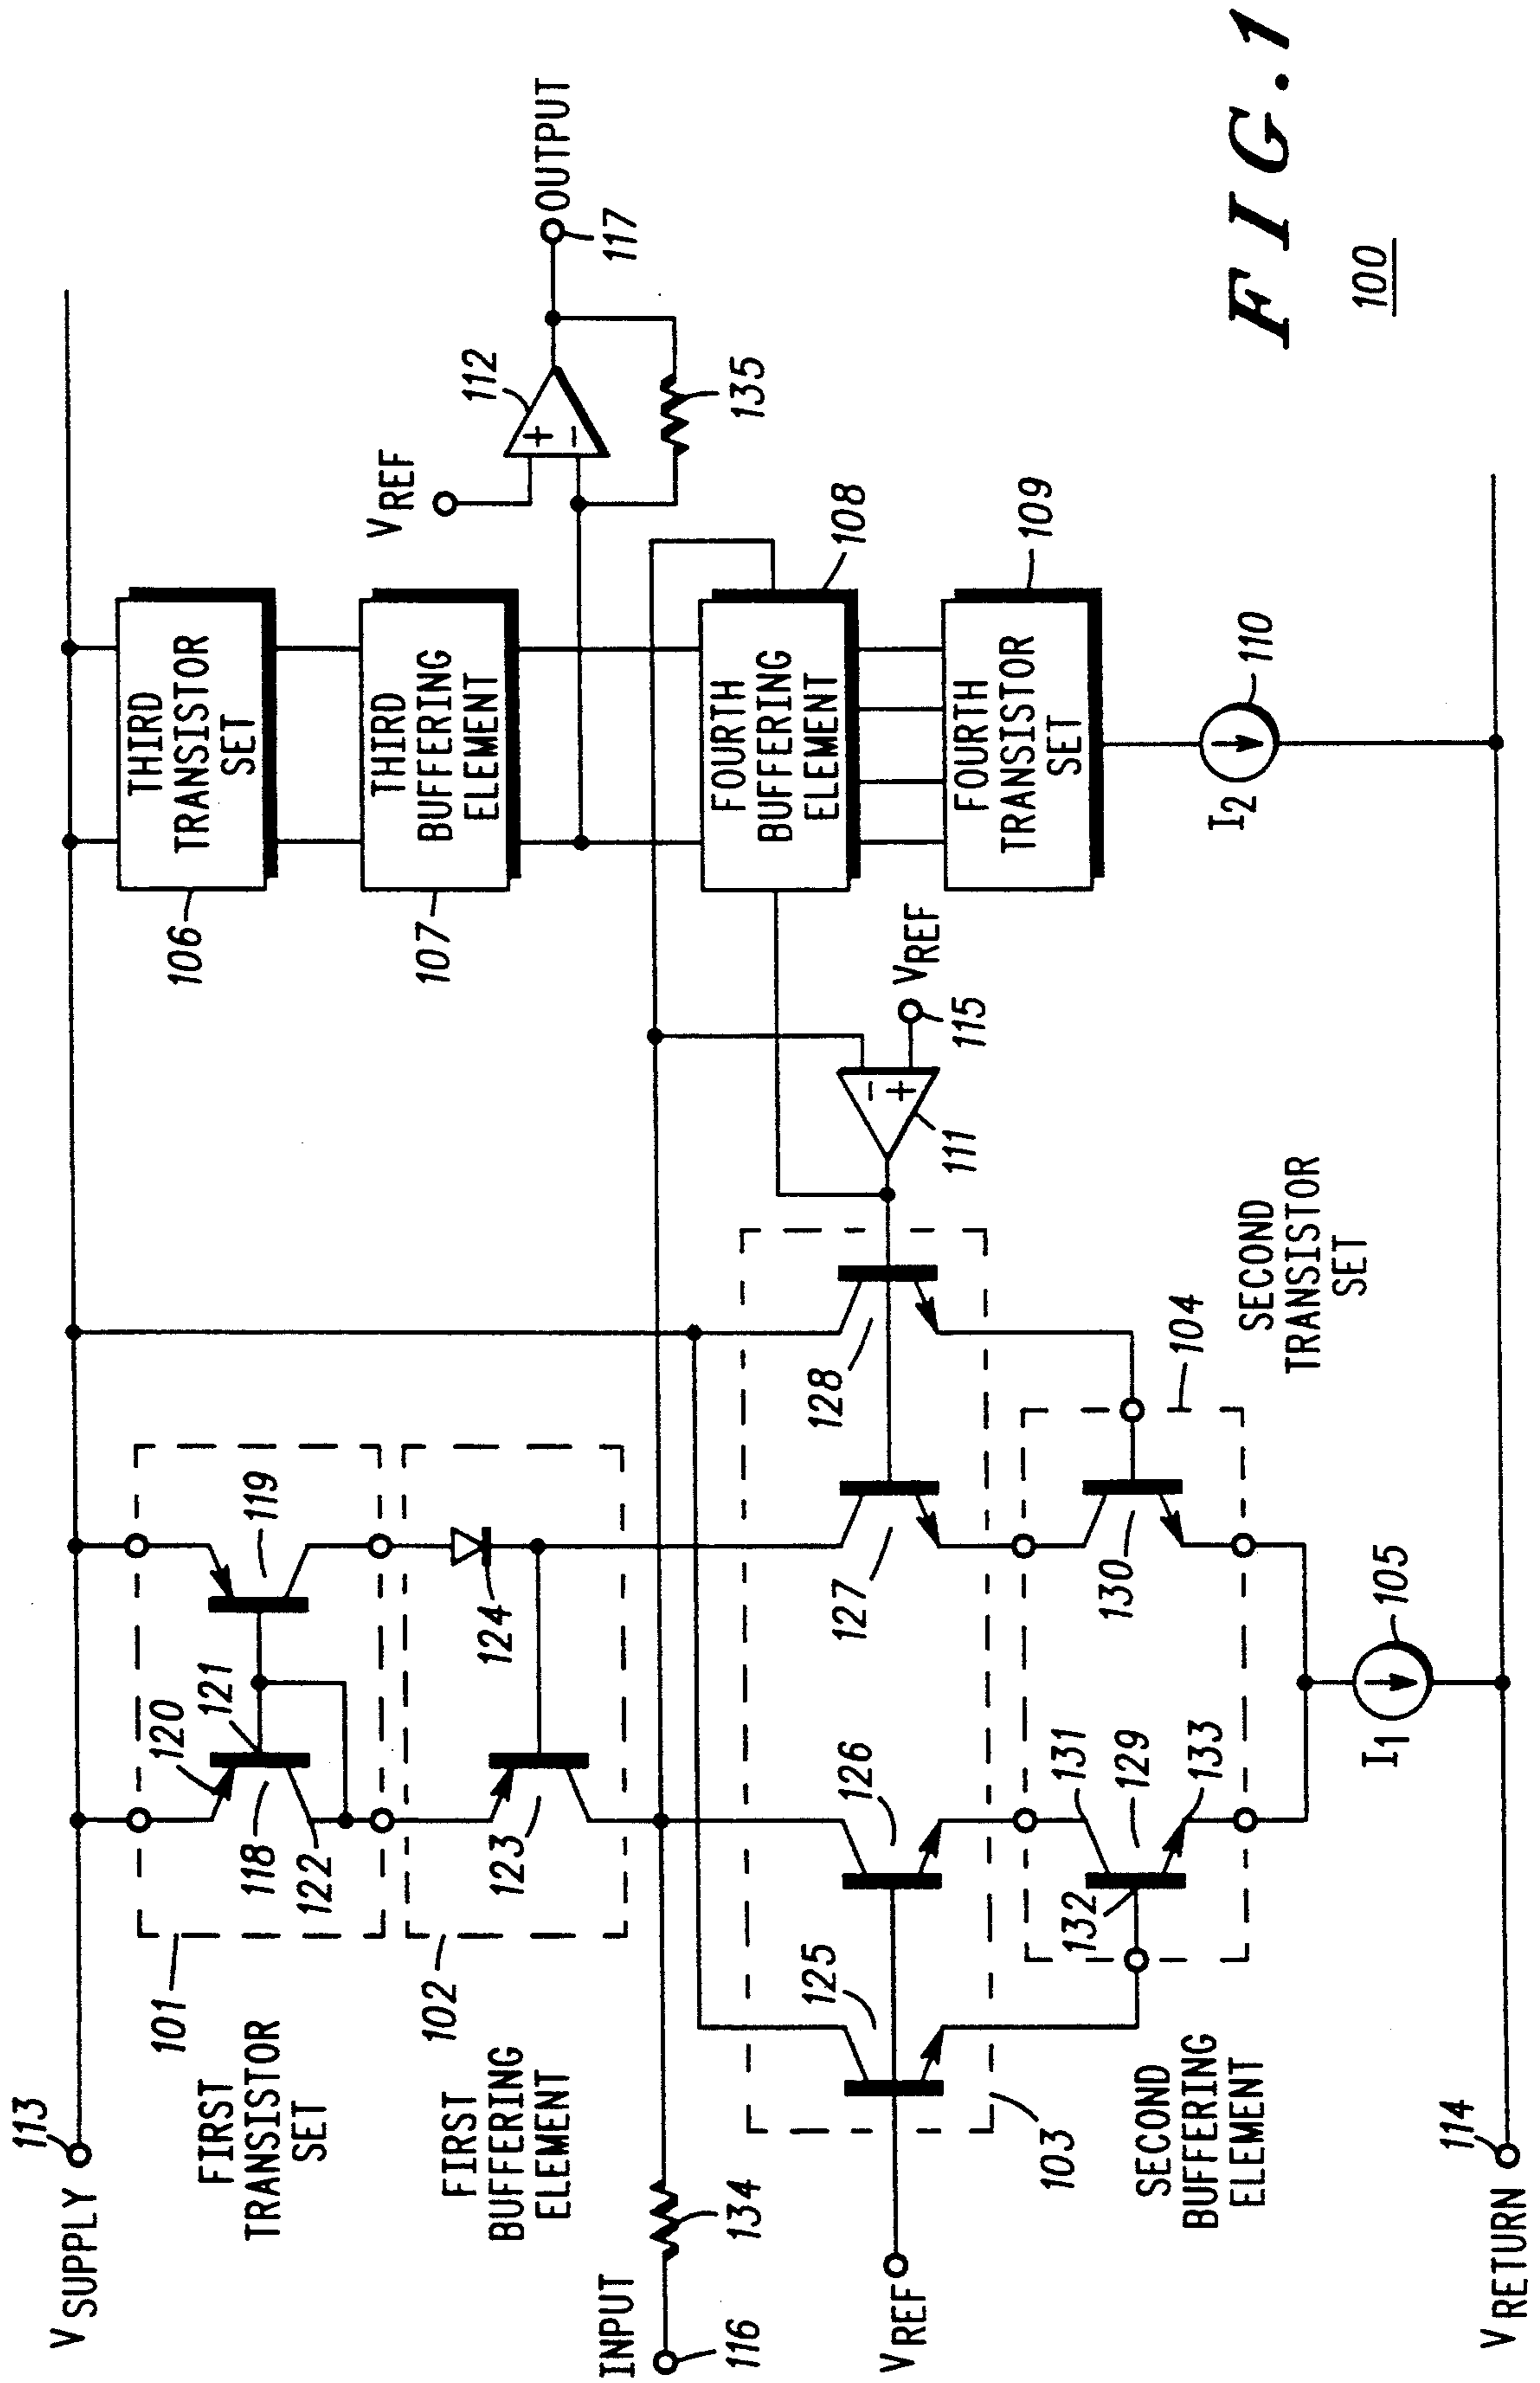 V SUPPLY
113
FIRST
TRANSISTOR
SET
101
118
120
121
122
119
FIRST
BUFFERING
ELEMENT
102
123
124
INPUT
116
134
VREF
125
126
127
128
103
SECOND
BUFFERING
ELEMENT
131
132
129
133
130
104
SECOND
TRANSISTOR
SET
I1
105
V RETURN
114
111
-
+
115
VREF
106
THIRD
TRANSISTOR
SET
107
THIRD
BUFFERING
ELEMENT
FOURTH
BUFFERING
ELEMENT
108
FOURTH
TRANSISTOR
SET
109
I2
110
VREF
112
+
-
135
OUTPUT
117
FIG. 1
100